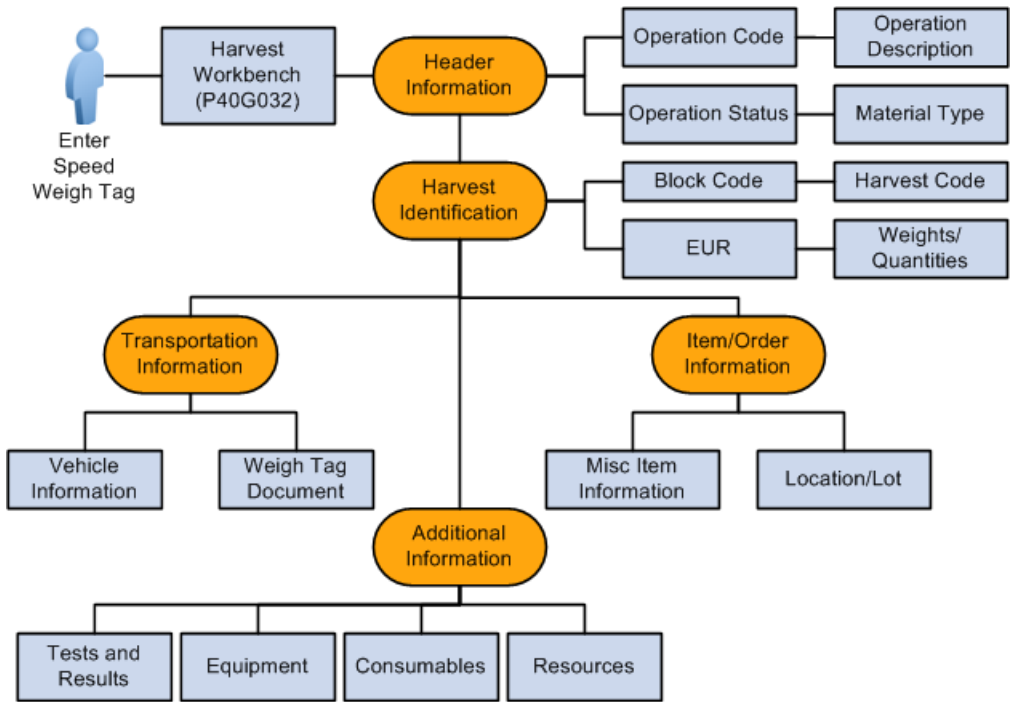 Enter
Speed
Weigh Tag
Harvest
Workbench
(P40G032)
Header
Information
Operation Code
Operation
Description
Operation Status
Material Type
Harvest
Identification
Block Code
Harvest Code
EUR
Weights/
Quantities
Transportation
Information
Item/Order
Information
Vehicle
Information
Weigh Tag
Document
Misc Item
Information
Location/Lot
Additional
Information
Tests and
Results
Equipment
Consumables
Resources